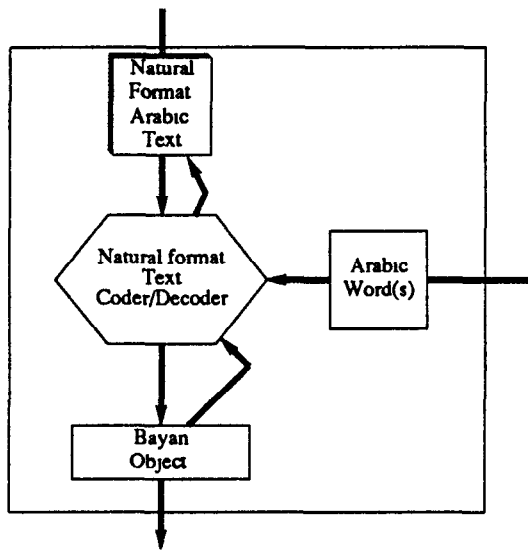 Natural
Format
Arabic
Text
Natural format
Text
Coder/Decoder
Arabic
Word(s)
Bayan
Object